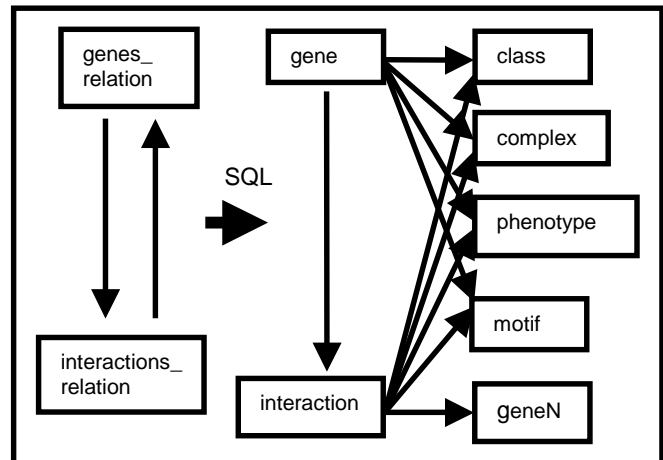 genes_
relation
interactions_
relation
SQL
gene
interaction
class
complex
phenotype
motif
geneN